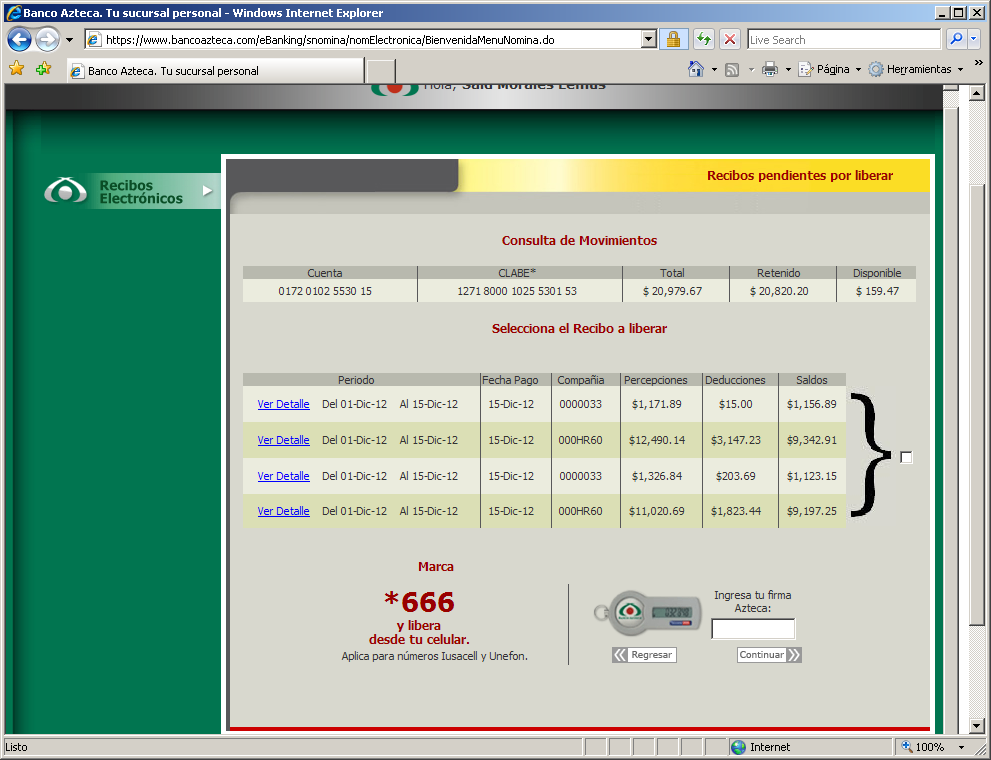 Banco Azteca. Tu sucursal personal - Windows Internet Explorer
https://www.bancoazteca.com/eBanking/snomina/nomElectronica/BienvenidaMenuNomina.do
Live Search
Banco Azteca. Tu sucursal personal
Página
Herramientas
Hola, Said Morales Lemus
Recibos
Electrónicos
Recibos pendientes por liberar
Consulta de Movimientos
Cuenta CLABE* Total Retenido Disponible
0172 0102 5530 15 1271 8000 1025 5301 53 $ 20,979.67 $ 20,820.20 $ 159.47
Selecciona el Recibo a liberar
Periodo Fecha Pago Compañia Percepciones Deducciones Saldos
Ver Detalle Del 01-Dic-12 Al 15-Dic-12 15-Dic-12 0000033 $1,171.89 $15.00 $1,156.89
Ver Detalle Del 01-Dic-12 Al 15-Dic-12 15-Dic-12 000HR60 $12,490.14 $3,147.23 $9,342.91
Ver Detalle Del 01-Dic-12 Al 15-Dic-12 15-Dic-12 0000033 $1,326.84 $203.69 $1,123.15
Ver Detalle Del 01-Dic-12 Al 15-Dic-12 15-Dic-12 000HR60 $11,020.69 $1,823.44 $9,197.25
Marca
*666
y libera
desde tu celular.
Aplica para números Iusacell y Unefon.
Ingresa tu firma
Azteca:
Regresar
Continuar
Listo
Internet
100%